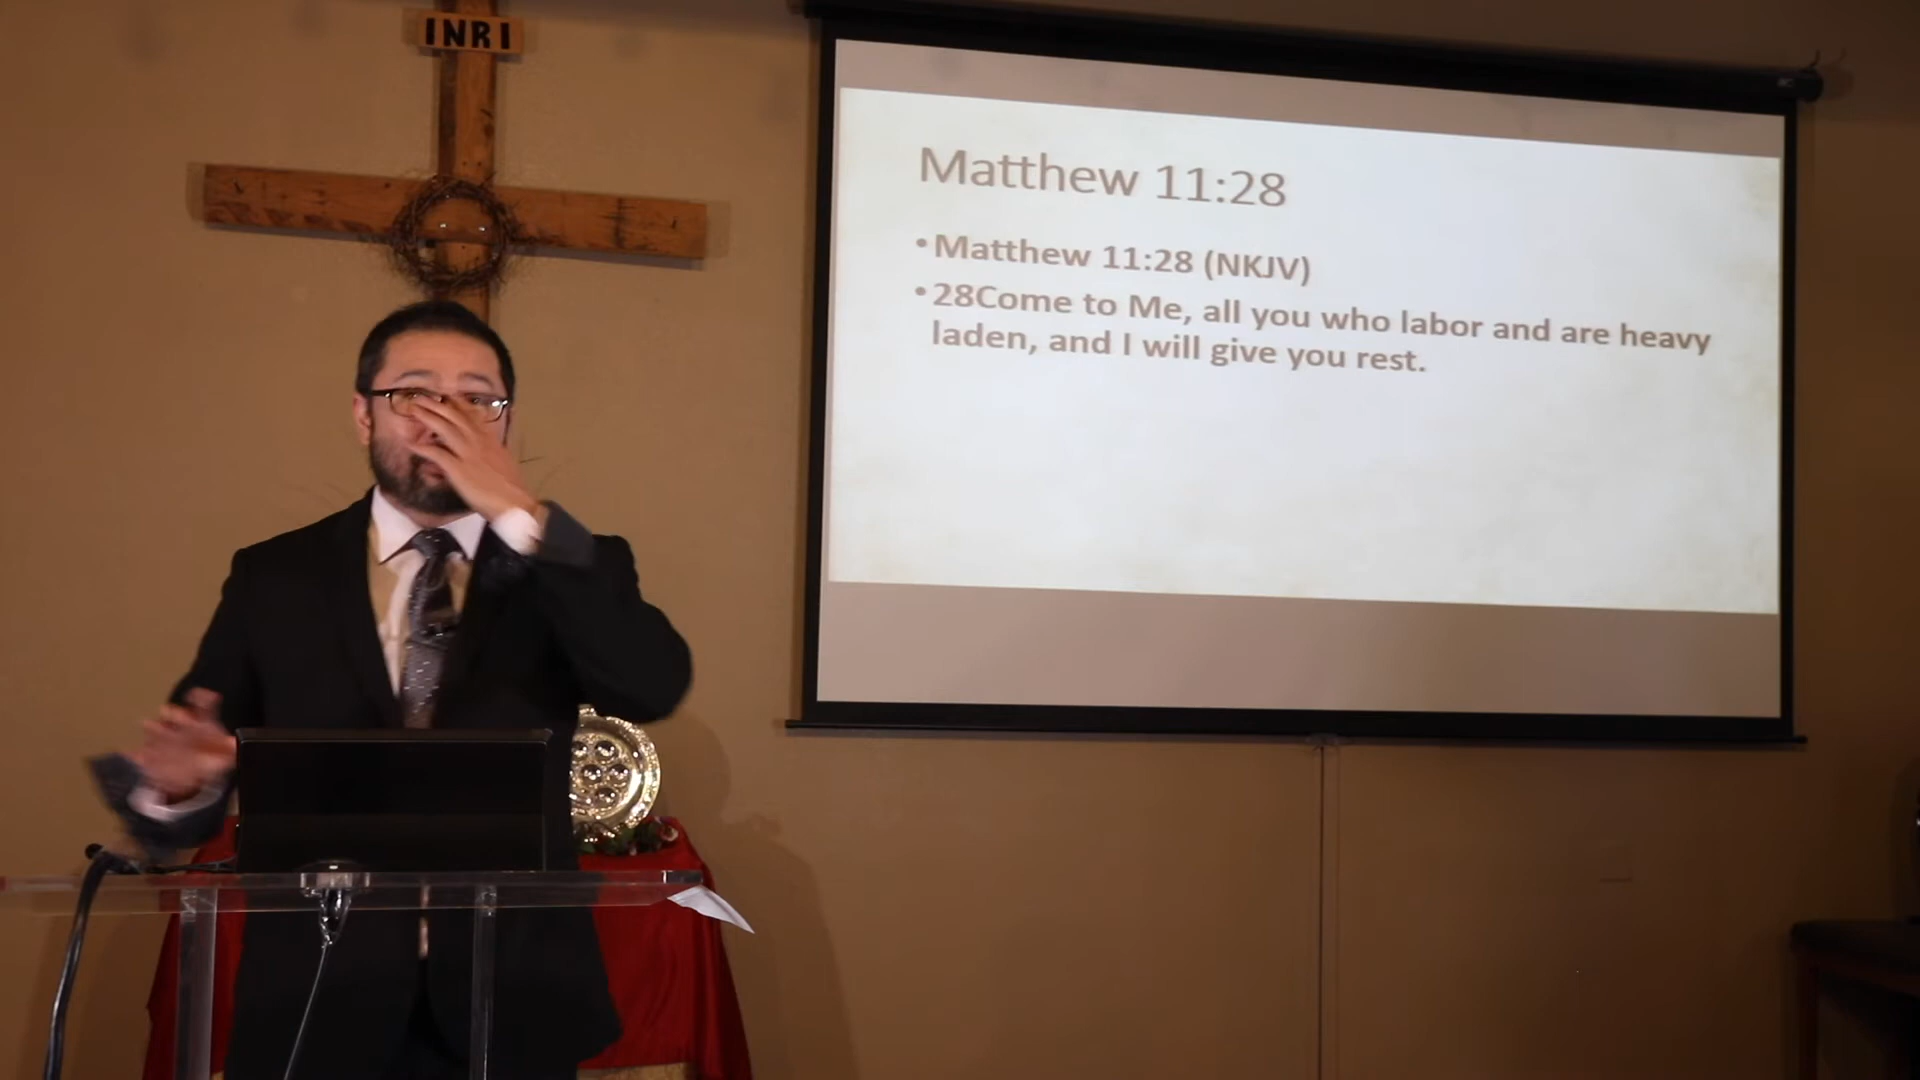 INRI
Matthew 11:28
•Matthew 11:28 (NKJV)
•28Come to Me, all you who labor and are heavy
laden, and I will give you rest.